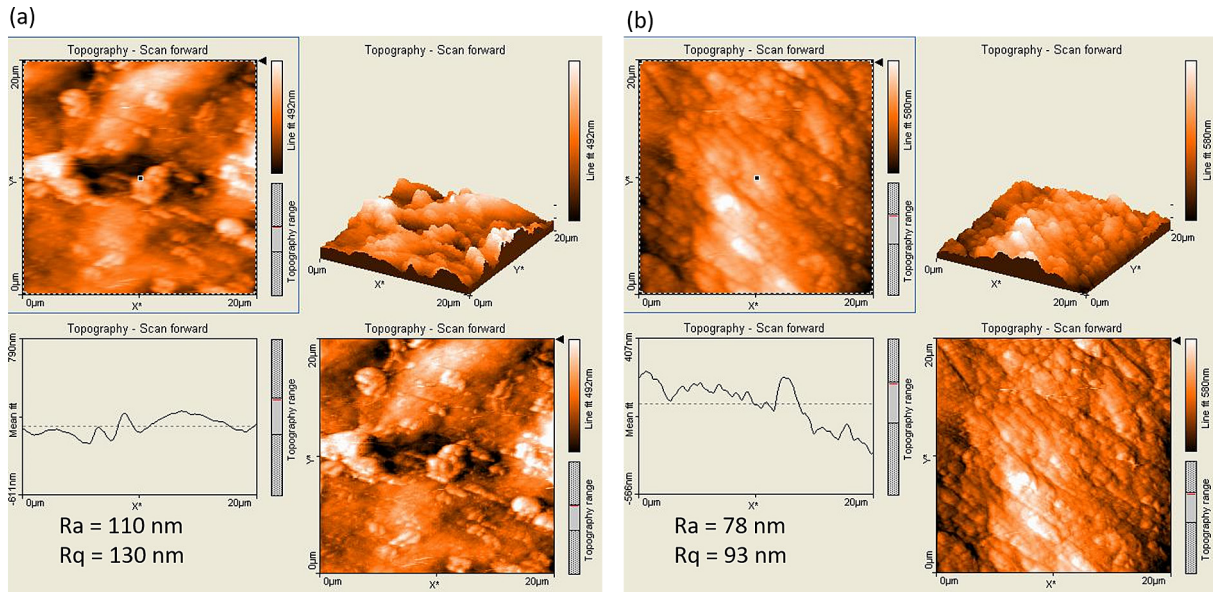 (a)
Topography - Scan forward
20µm
Y*
0µm
0µm
X*
20µm
Line fit 492nm
Topography range
Topography - Scan forward
Line fit 492nm
20µm
0µm
X*
Y*
20µm
0µm
Topography - Scan forward
790nm
Mean fit
-611nm
0µm
X*
20µm
Topography range
Ra = 110 nm
Rq = 130 nm
Topography - Scan forward
20µm
Y*
0µm
0µm
X*
20µm
Line fit 492nm
Topography range
(b)
Topography - Scan forward
20µm
Y*
0µm
0µm
X*
20µm
Line fit 580nm
Topography range
Topography - Scan forward
Line fit 580nm
20µm
0µm
X*
Y*
20µm
0µm
Topography - Scan forward
407nm
Mean fit
-566nm
0µm
X*
20µm
Topography range
Ra = 78 nm
Rq = 93 nm
Topography - Scan forward
20µm
Y*
0µm
0µm
X*
20µm
Line fit 580nm
Topography range